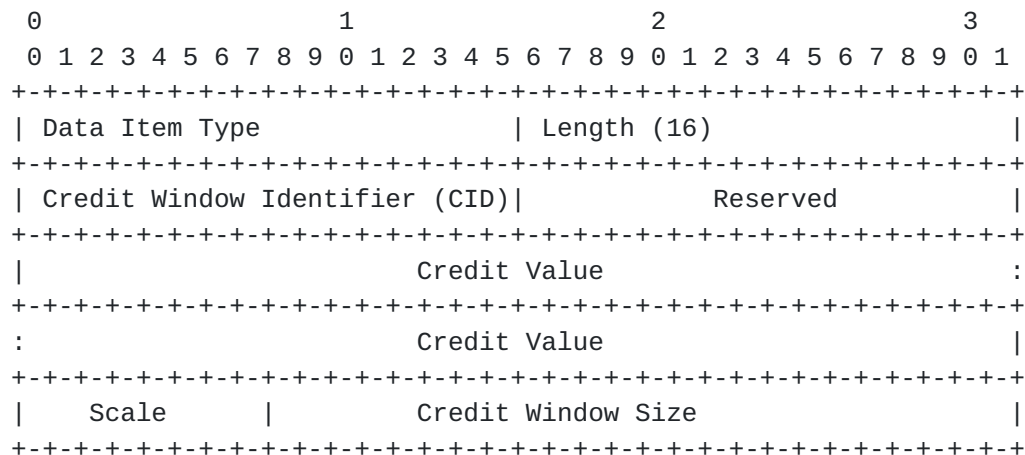 0                   1                   2                   3
 0 1 2 3 4 5 6 7 8 9 0 1 2 3 4 5 6 7 8 9 0 1 2 3 4 5 6 7 8 9 0 1
+-+-+-+-+-+-+-+-+-+-+-+-+-+-+-+-+-+-+-+-+-+-+-+-+-+-+-+-+-+-+-+-+
| Data Item Type                | Length (16)                   |
+-+-+-+-+-+-+-+-+-+-+-+-+-+-+-+-+-+-+-+-+-+-+-+-+-+-+-+-+-+-+-+-+
| Credit Window Identifier (CID)|            Reserved           |
+-+-+-+-+-+-+-+-+-+-+-+-+-+-+-+-+-+-+-+-+-+-+-+-+-+-+-+-+-+-+-+-+
|                         Credit Value                          :
+-+-+-+-+-+-+-+-+-+-+-+-+-+-+-+-+-+-+-+-+-+-+-+-+-+-+-+-+-+-+-+-+
:                         Credit Value                          |
+-+-+-+-+-+-+-+-+-+-+-+-+-+-+-+-+-+-+-+-+-+-+-+-+-+-+-+-+-+-+-+-+
|    Scale      |         Credit Window Size                    |
+-+-+-+-+-+-+-+-+-+-+-+-+-+-+-+-+-+-+-+-+-+-+-+-+-+-+-+-+-+-+-+-+